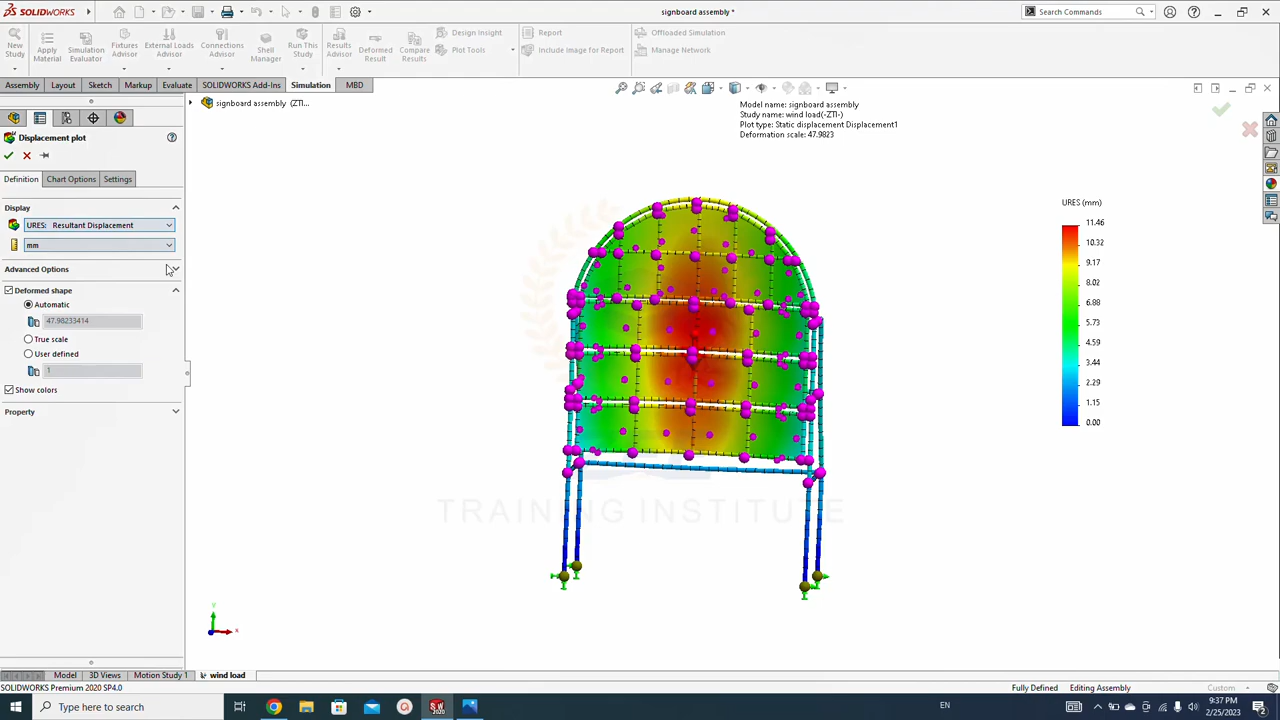 SOLIDWORKS
signboard assembly *
Search Commands
New Study
Apply Material
Simulation Evaluator
Fixtures Advisor
External Loads Advisor
Connections Advisor
Shell Manager
Run This Study
Results Advisor
Deformed Result
Compare Results
Design Insight
Plot Tools
Report
Include Image for Report
Offloaded Simulation
Manage Network
Assembly
Layout
Sketch
Markup
Evaluate
SOLIDWORKS Add-Ins
Simulation
MBD
signboard assembly (ZTI...
Model name: signboard assembly
Study name: wind load(-ZTI-)
Plot type: Static displacement Displacement1
Deformation scale: 47.9823
Displacement plot
Definition
Chart Options
Settings
Display
URES: Resultant Displacement
mm
Advanced Options
Deformed shape
Automatic
47.98233414
True scale
User defined
1
Show colors
Property
URES (mm)
11.46
10.32
9.17
8.02
6.88
5.73
4.59
3.44
2.29
1.15
0.00
TRAINING INSTITUTE
Y
X
Model
3D Views
Motion Study 1
wind load
SOLIDWORKS Premium 2020 SP4.0
Fully Defined
Editing Assembly
Custom
Type here to search
EN
9:37 PM
2/25/2023